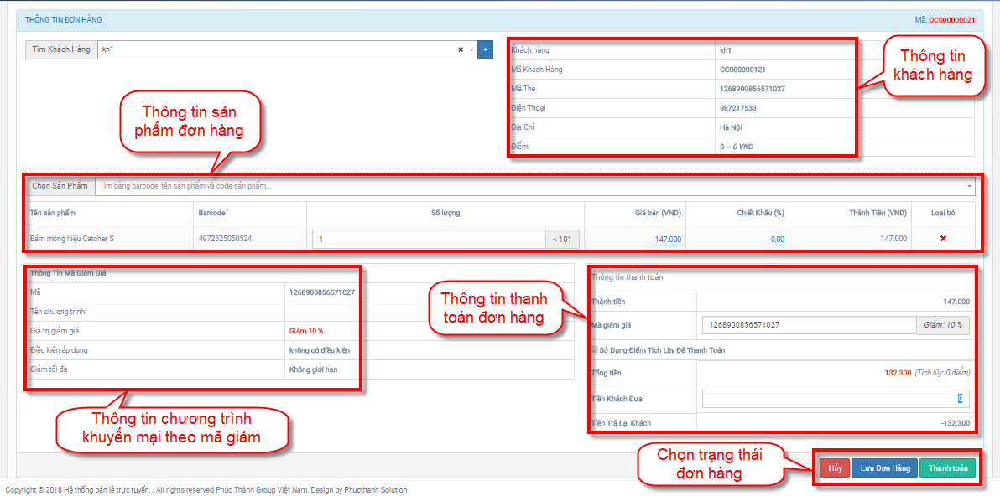 THÔNG TIN ĐƠN HÀNG
Mã: OC000000021
Tìm Khách Hàng kh1 × +
Khách hàng kh1
Mã Khách Hàng CC000000121
Mã Thẻ 1268900856571027
Điện Thoại 987217533
Địa Chỉ Hà Nội
Điểm 0 ~ 0 VND
Thông tin
khách hàng
Thông tin sản
phẩm đơn hàng
Chọn Sản Phẩm Tìm bằng barcode, tên sản phẩm và code sản phẩm...
Tên sản phẩm Barcode Số lượng Giá bán (VND) Chiết Khấu (%) Thành Tiền (VND) Loại bỏ
Bấm móng hiệu Catcher S 4972525050524 1 < 101 147.000 0,00 147.000
Thông Tin Mã Giảm Giá
Mã 1268900856571027
Tên chương trình
Giá trị giảm giá Giảm 10 %
Điều kiện áp dụng không có điều kiện
Giảm tối đa Không giới hạn
Thông tin chương trình
khuyến mại theo mã giảm
Thông tin thanh
toán đơn hàng
Thông tin thanh toán
Thành tiền 147.000
Mã giảm giá 1268900856571027 Giảm: 10 %
Sử Dụng Điểm Tích Lũy Để Thanh Toán
Tổng tiền 132.300 (Tích lũy: 0 điểm)
Tiền Khách Đưa 0
Tiền Trả Lại Khách -132.300
Chọn trạng thái
đơn hàng
Hủy Lưu Đơn Hàng Thanh toán
Copyright © 2018 Hệ thống bán lẻ trực tuyến. , All rights reserved Phúc Thành Group Việt Nam. Design by Phucthanh Solution